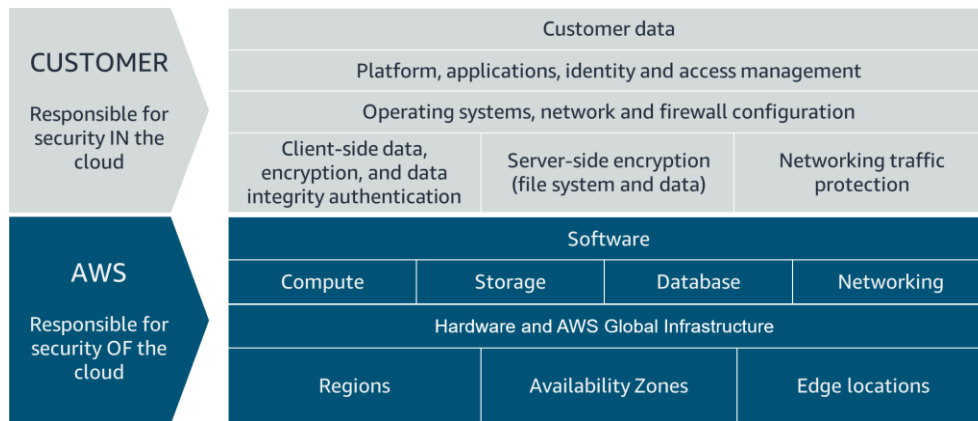 CUSTOMER
Responsible for
security IN the
cloud
Customer data
Platform, applications, identity and access management
Operating systems, network and firewall configuration
Client-side data,
encryption, and data
integrity authentication
Server-side encryption
(file system and data)
Networking traffic
protection
AWS
Responsible for
security OF the
cloud
Software
Compute
Storage
Database
Networking
Hardware and AWS Global Infrastructure
Regions
Availability Zones
Edge locations